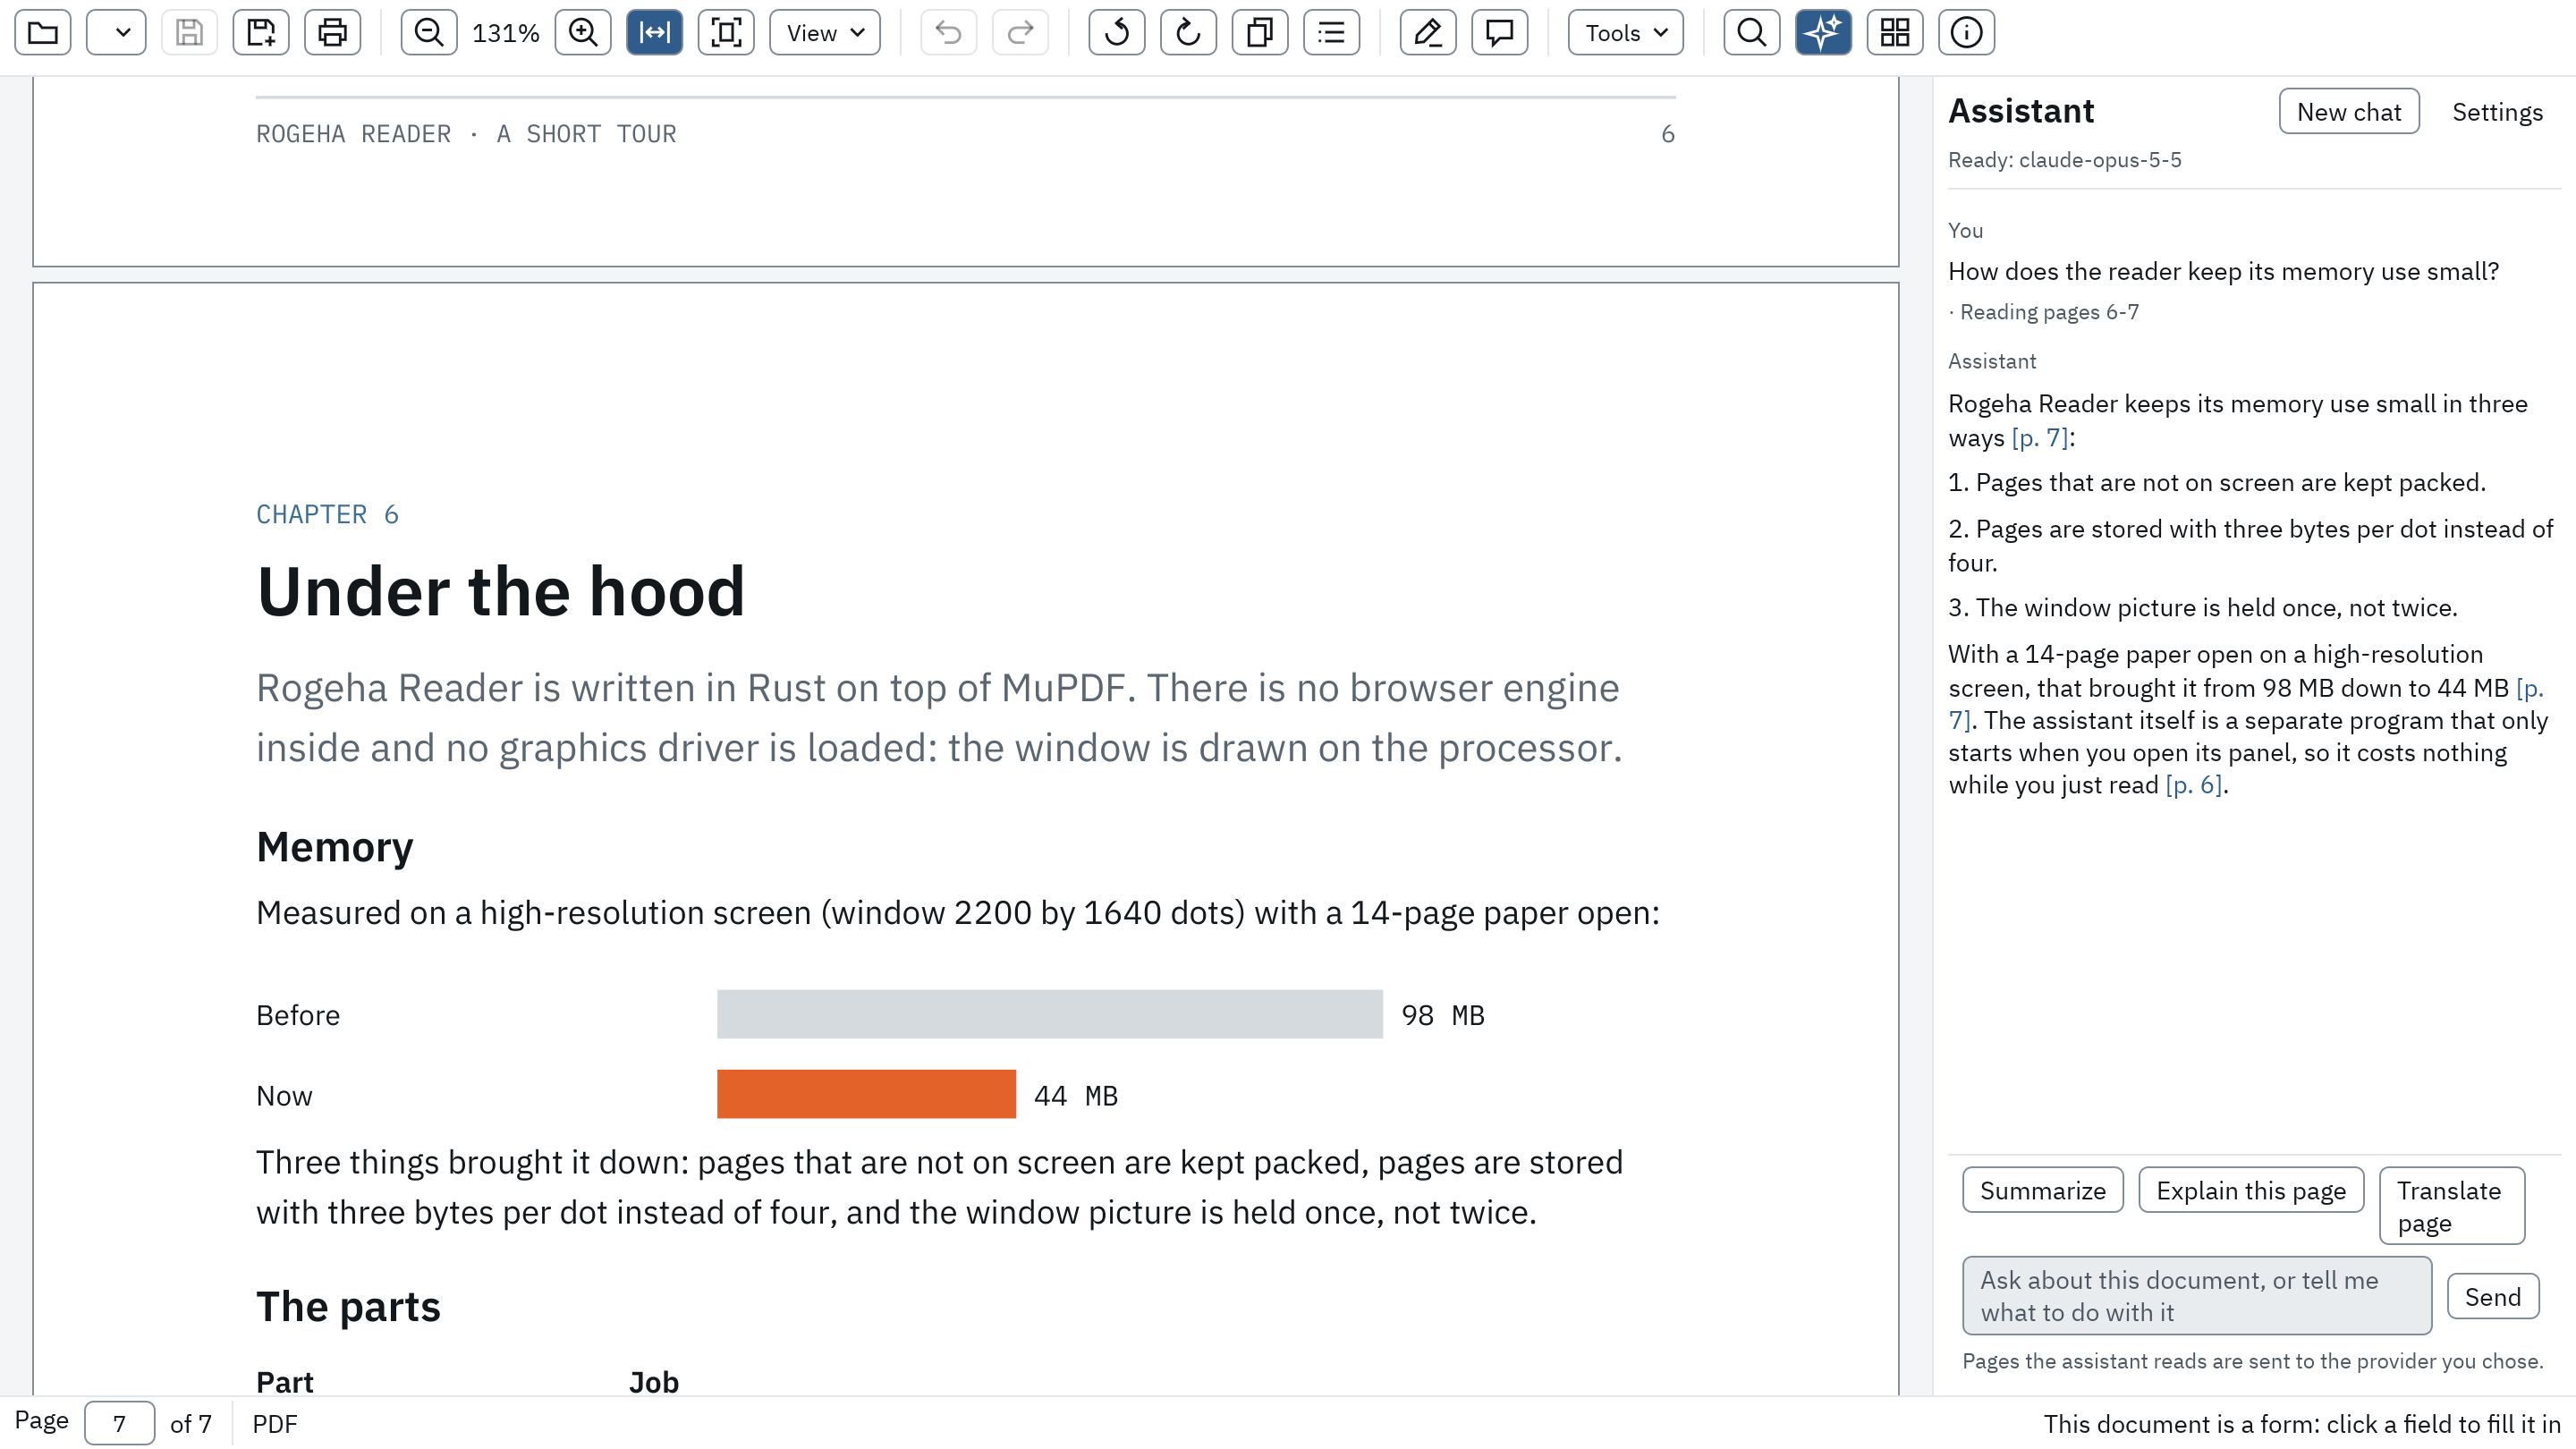 131%
View
Tools
ROGEHA READER · A SHORT TOUR 6
CHAPTER 6
Under the hood
Rogeha Reader is written in Rust on top of MuPDF. There is no browser engine
inside and no graphics driver is loaded: the window is drawn on the processor.
Memory
Measured on a high-resolution screen (window 2200 by 1640 dots) with a 14-page paper open:
Before 98 MB
Now 44 MB
Three things brought it down: pages that are not on screen are kept packed, pages are stored
with three bytes per dot instead of four, and the window picture is held once, not twice.
The parts
Part Job
Assistant
New chat
Settings
Ready: claude-opus-5-5
You
How does the reader keep its memory use small?
· Reading pages 6-7
Assistant
Rogeha Reader keeps its memory use small in three
ways [p. 7]:
1. Pages that are not on screen are kept packed.
2. Pages are stored with three bytes per dot instead of
four.
3. The window picture is held once, not twice.
With a 14-page paper open on a high-resolution
screen, that brought it from 98 MB down to 44 MB [p.
7]. The assistant itself is a separate program that only
starts when you open its panel, so it costs nothing
while you just read [p. 6].
Summarize
Explain this page
Translate
page
Ask about this document, or tell me
what to do with it
Send
Pages the assistant reads are sent to the provider you chose.
Page 7 of 7 PDF
This document is a form: click a field to fill it in